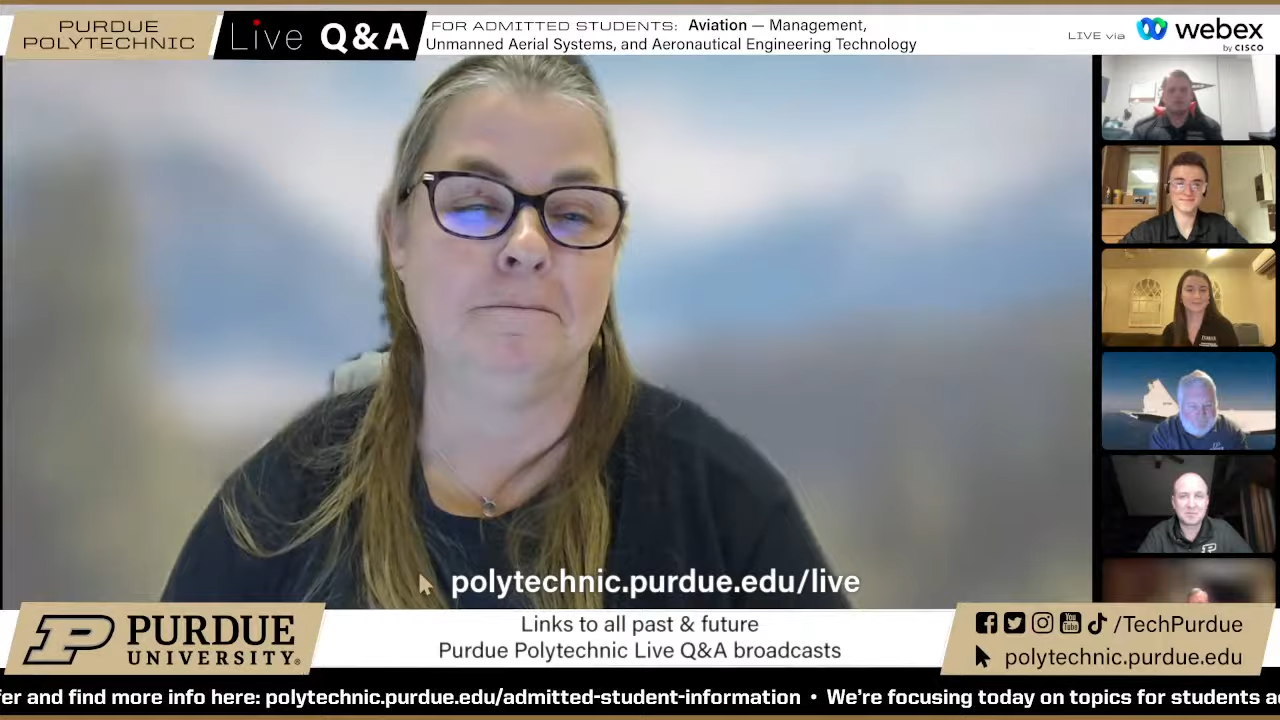 PURDUE
POLYTECHNIC
Live Q&A
FOR ADMITTED STUDENTS: Aviation — Management,
Unmanned Aerial Systems, and Aeronautical Engineering Technology
LIVE via webex
by CISCO
polytechnic.purdue.edu/live
P PURDUE
UNIVERSITY®
Links to all past & future
Purdue Polytechnic Live Q&A broadcasts
You Tube /TechPurdue
polytechnic.purdue.edu
fer and find more info here: polytechnic.purdue.edu/admitted-student-information • We're focusing today on topics for students a